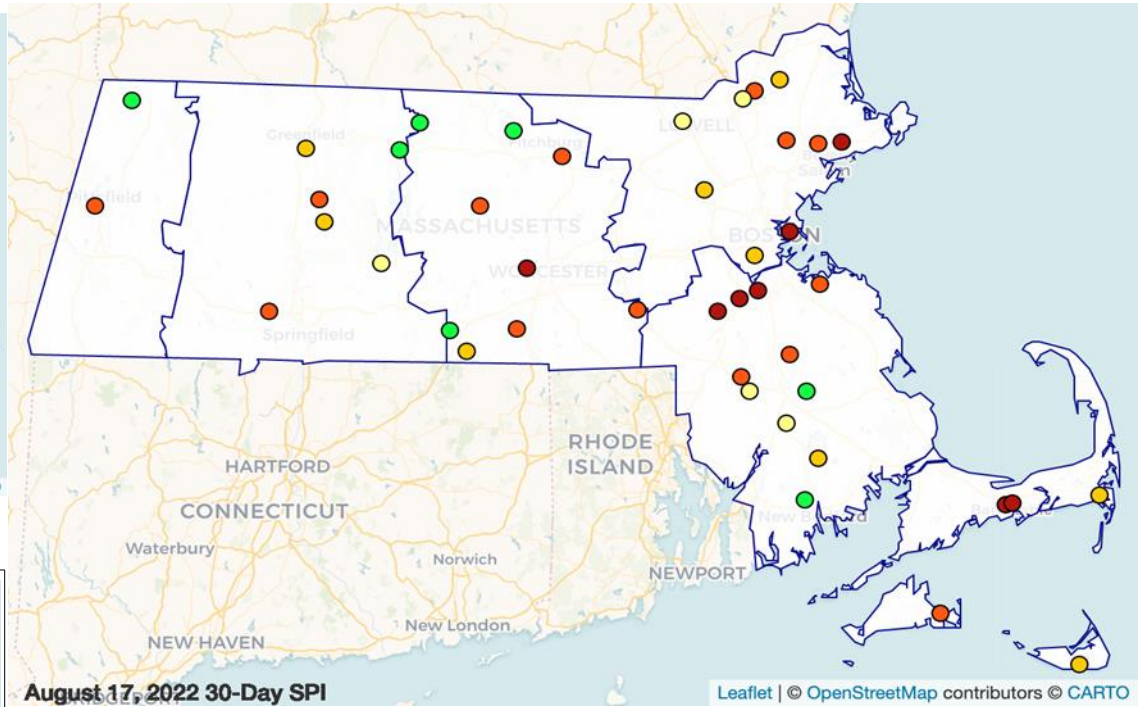 Greenfield
LOWELL
Fitchburg
Salem
Pittsfield
MASSACHUSETTS
BOSTON
WORCESTER
Springfield
HARTFORD
RHODE
ISLAND
CONNECTICUT
New Bedford
Waterbury
Norwich
NEWPORT
New London
NEW HAVEN
BRIDGEPORT
August 17, 2022 30-Day SPI
Leaflet | © OpenStreetMap contributors © CARTO